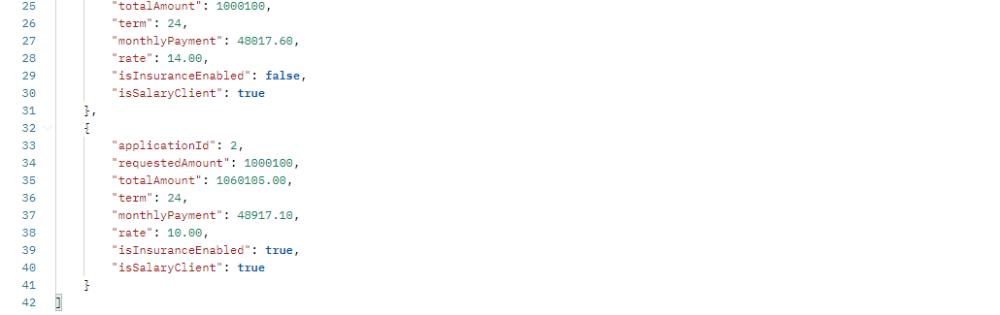 25 "totalAmount": 1000100,
26 "term": 24,
27 "monthlyPayment": 48017.60,
28 "rate": 14.00,
29 "isInsuranceEnabled": false,
30 "isSalaryClient": true
31 },
32 {
33 "applicationId": 2,
34 "requestedAmount": 1000100,
35 "totalAmount": 1060105.00,
36 "term": 24,
37 "monthlyPayment": 48917.10,
38 "rate": 10.00,
39 "isInsuranceEnabled": true,
40 "isSalaryClient": true
41 }
42 ]